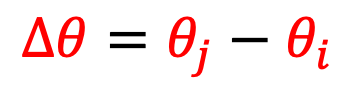 Δθ = θⱼ − θᵢ